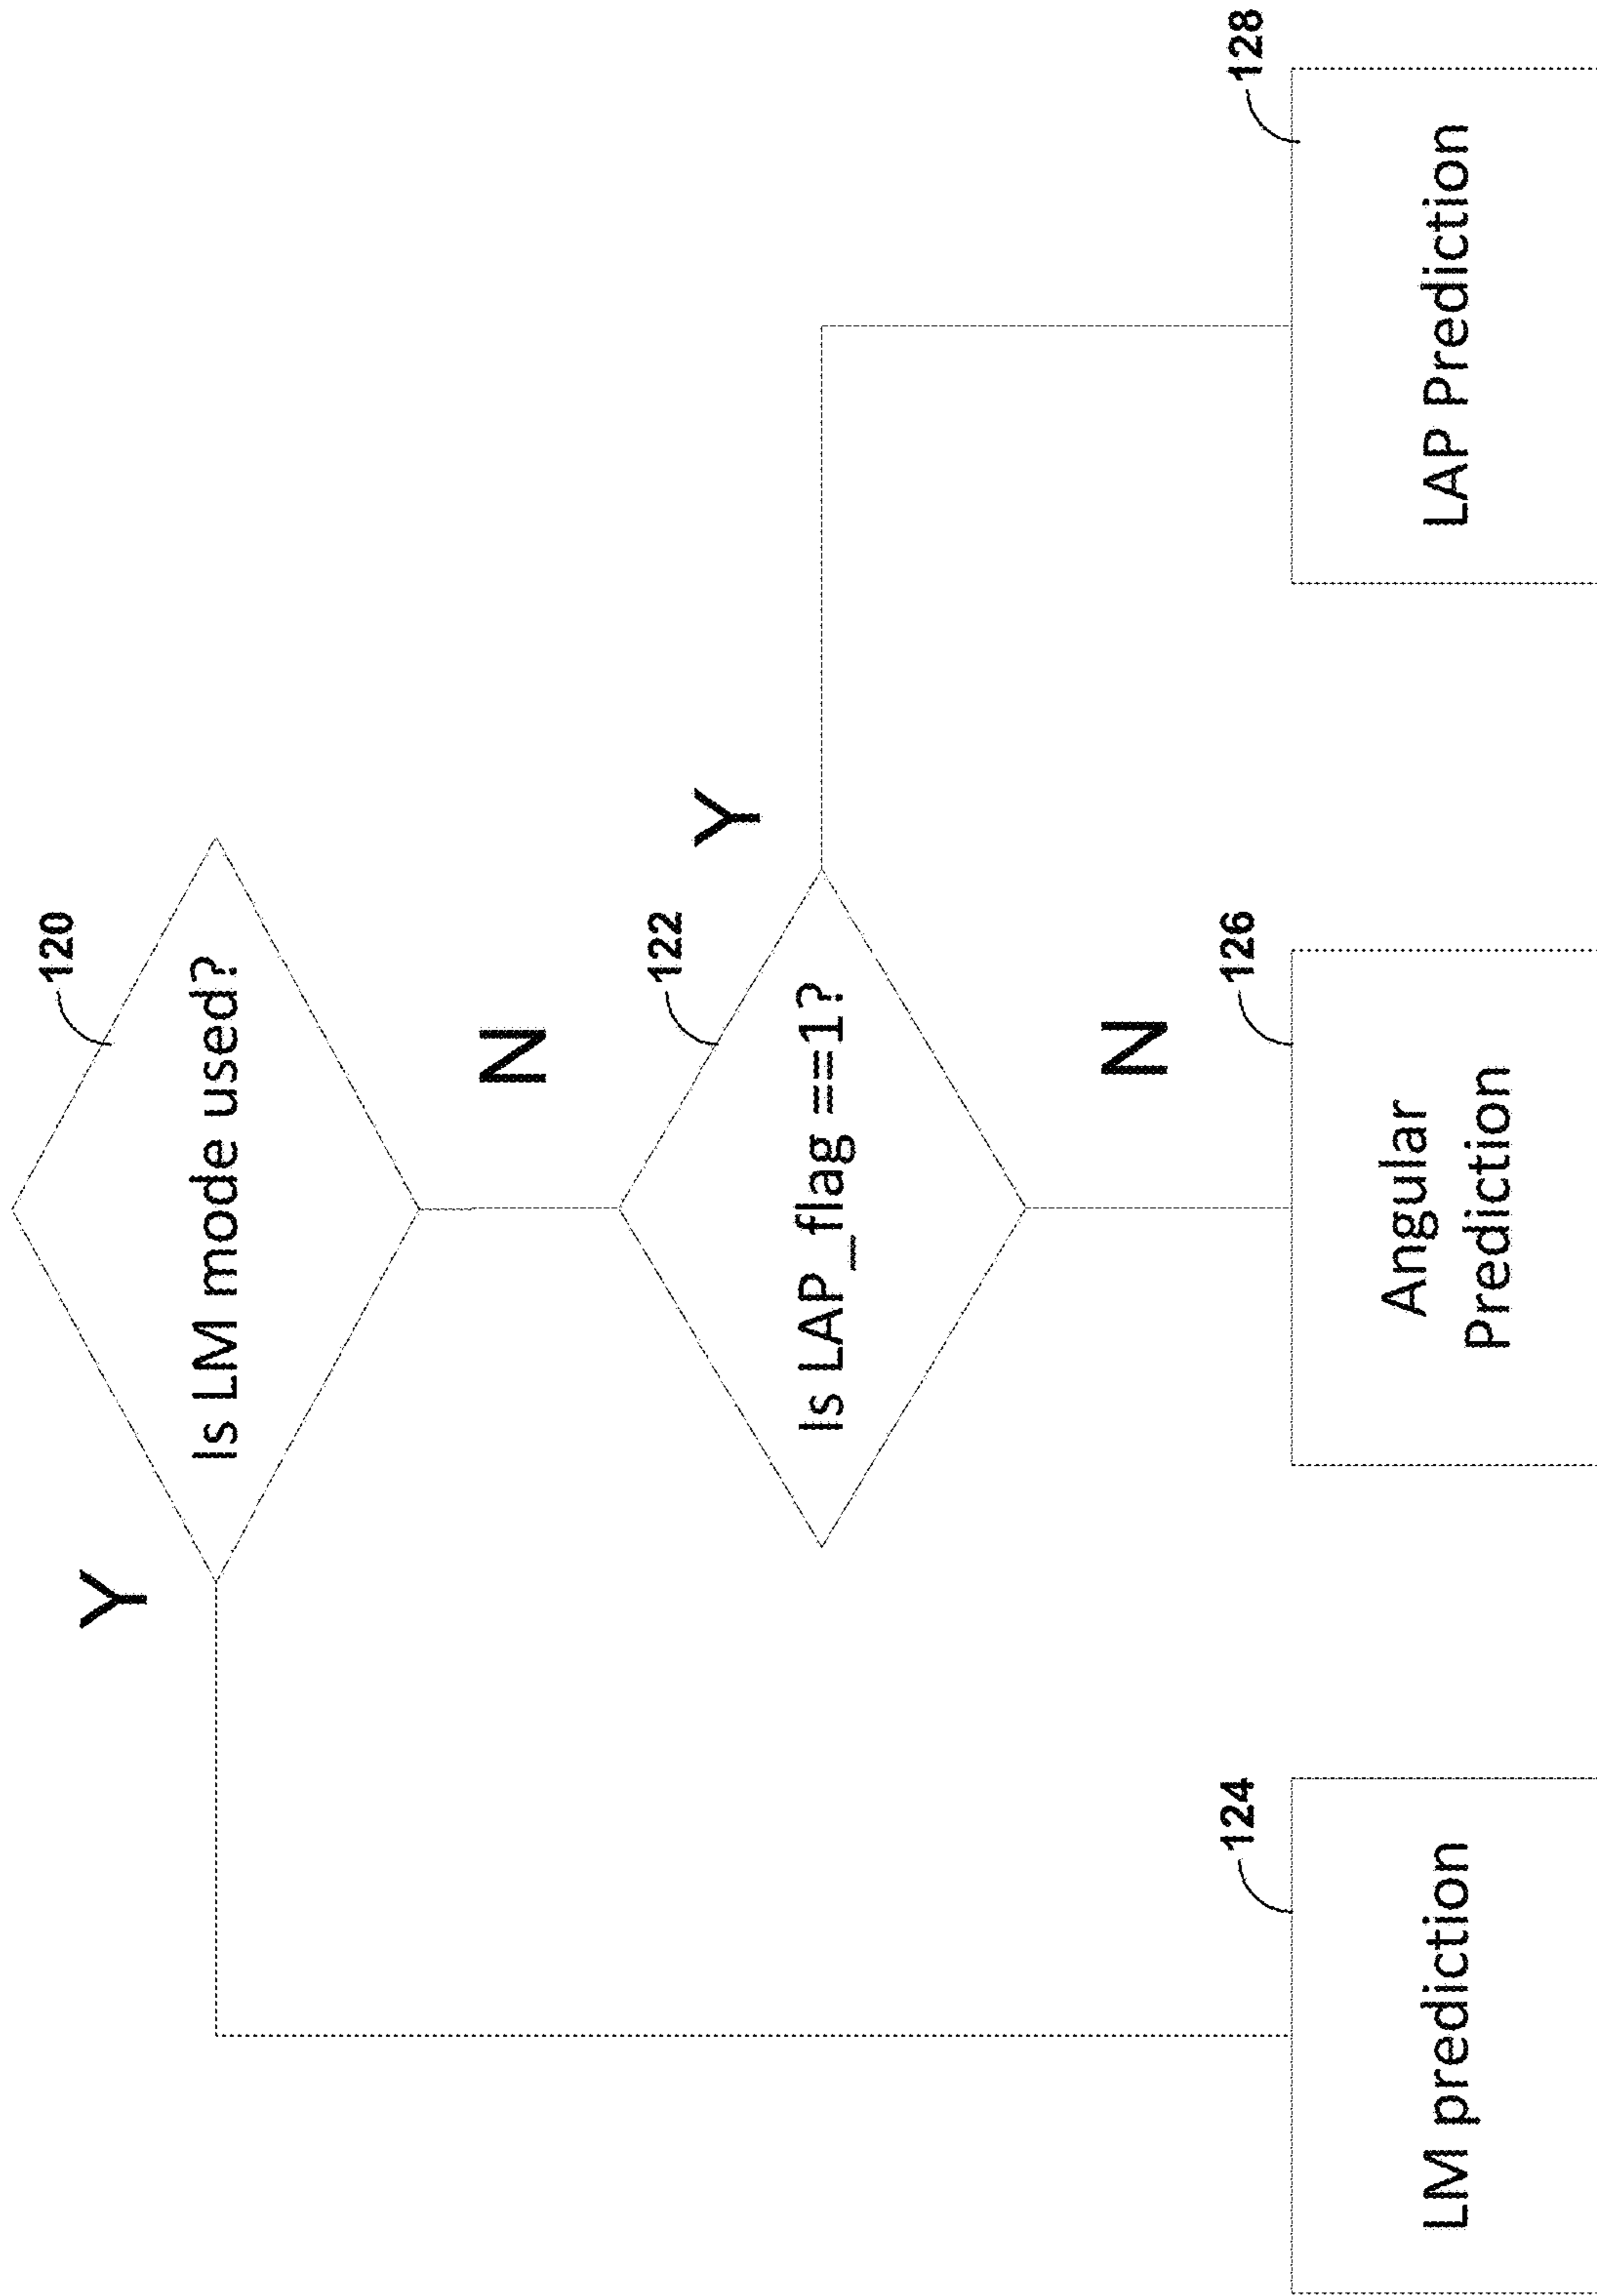 120
Is LM mode used?
Y
N
122
Is LAP_flag ==1?
Y
N
124
LM prediction
126
Angular
Prediction
128
LAP Prediction